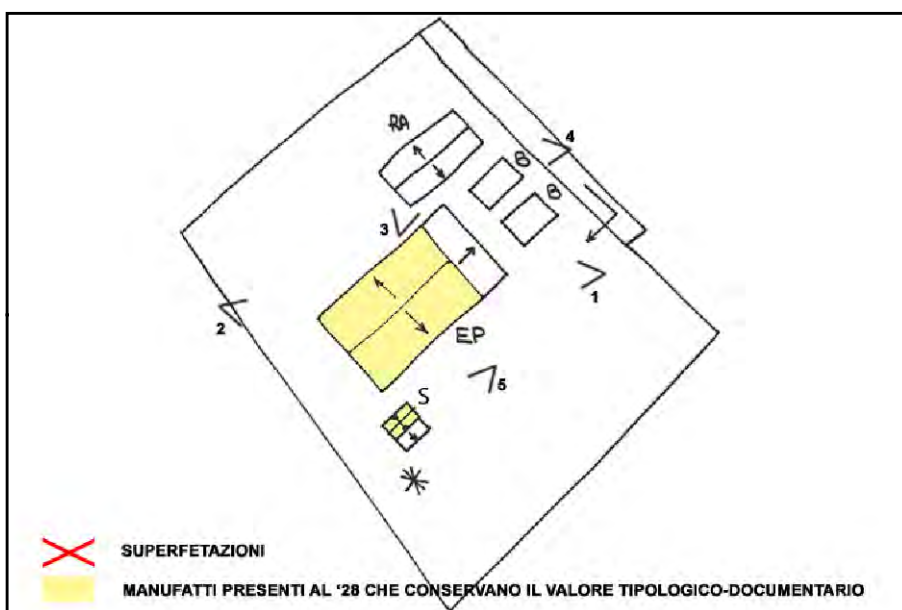 4
RA
B
B
3
1
2
EP
5
S
SUPERFETAZIONI
MANUFATTI PRESENTI AL '28 CHE CONSERVANO IL VALORE TIPOLOGICO-DOCUMENTARIO